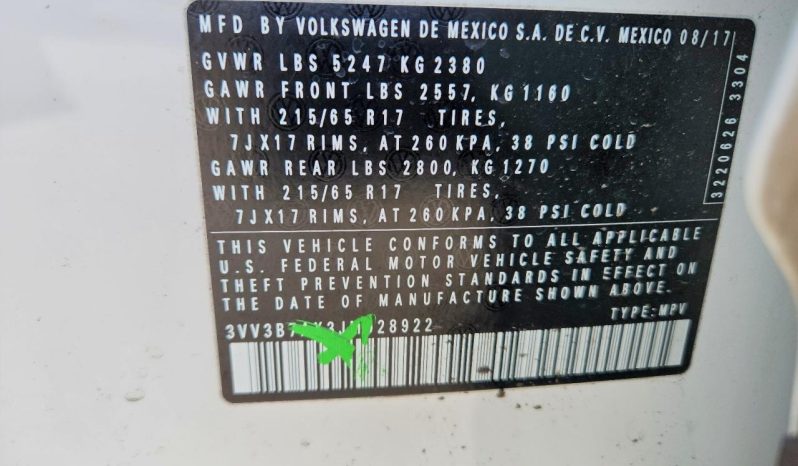 MFD BY VOLKSWAGEN DE MEXICO S.A. DE C.V. MEXICO 08/17
GVWR LBS 5247 KG 2380
GAWR FRONT LBS 2557, KG 1160
WITH 215/65 R17 TIRES,
7JX17 RIMS, AT 260 KPA, 38 PSI COLD
GAWR REAR LBS 2800, KG 1270
WITH 215/65 R17 TIRES,
7JX17 RIMS, AT 260 KPA, 38 PSI COLD
THIS VEHICLE CONFORMS TO ALL APPLICABLE
U.S. FEDERAL MOTOR VEHICLE SAFETY AND
THEFT PREVENTION STANDARDS IN EFFECT ON
THE DATE OF MANUFACTURE SHOWN ABOVE.
TYPE:MPV
3220626 3304